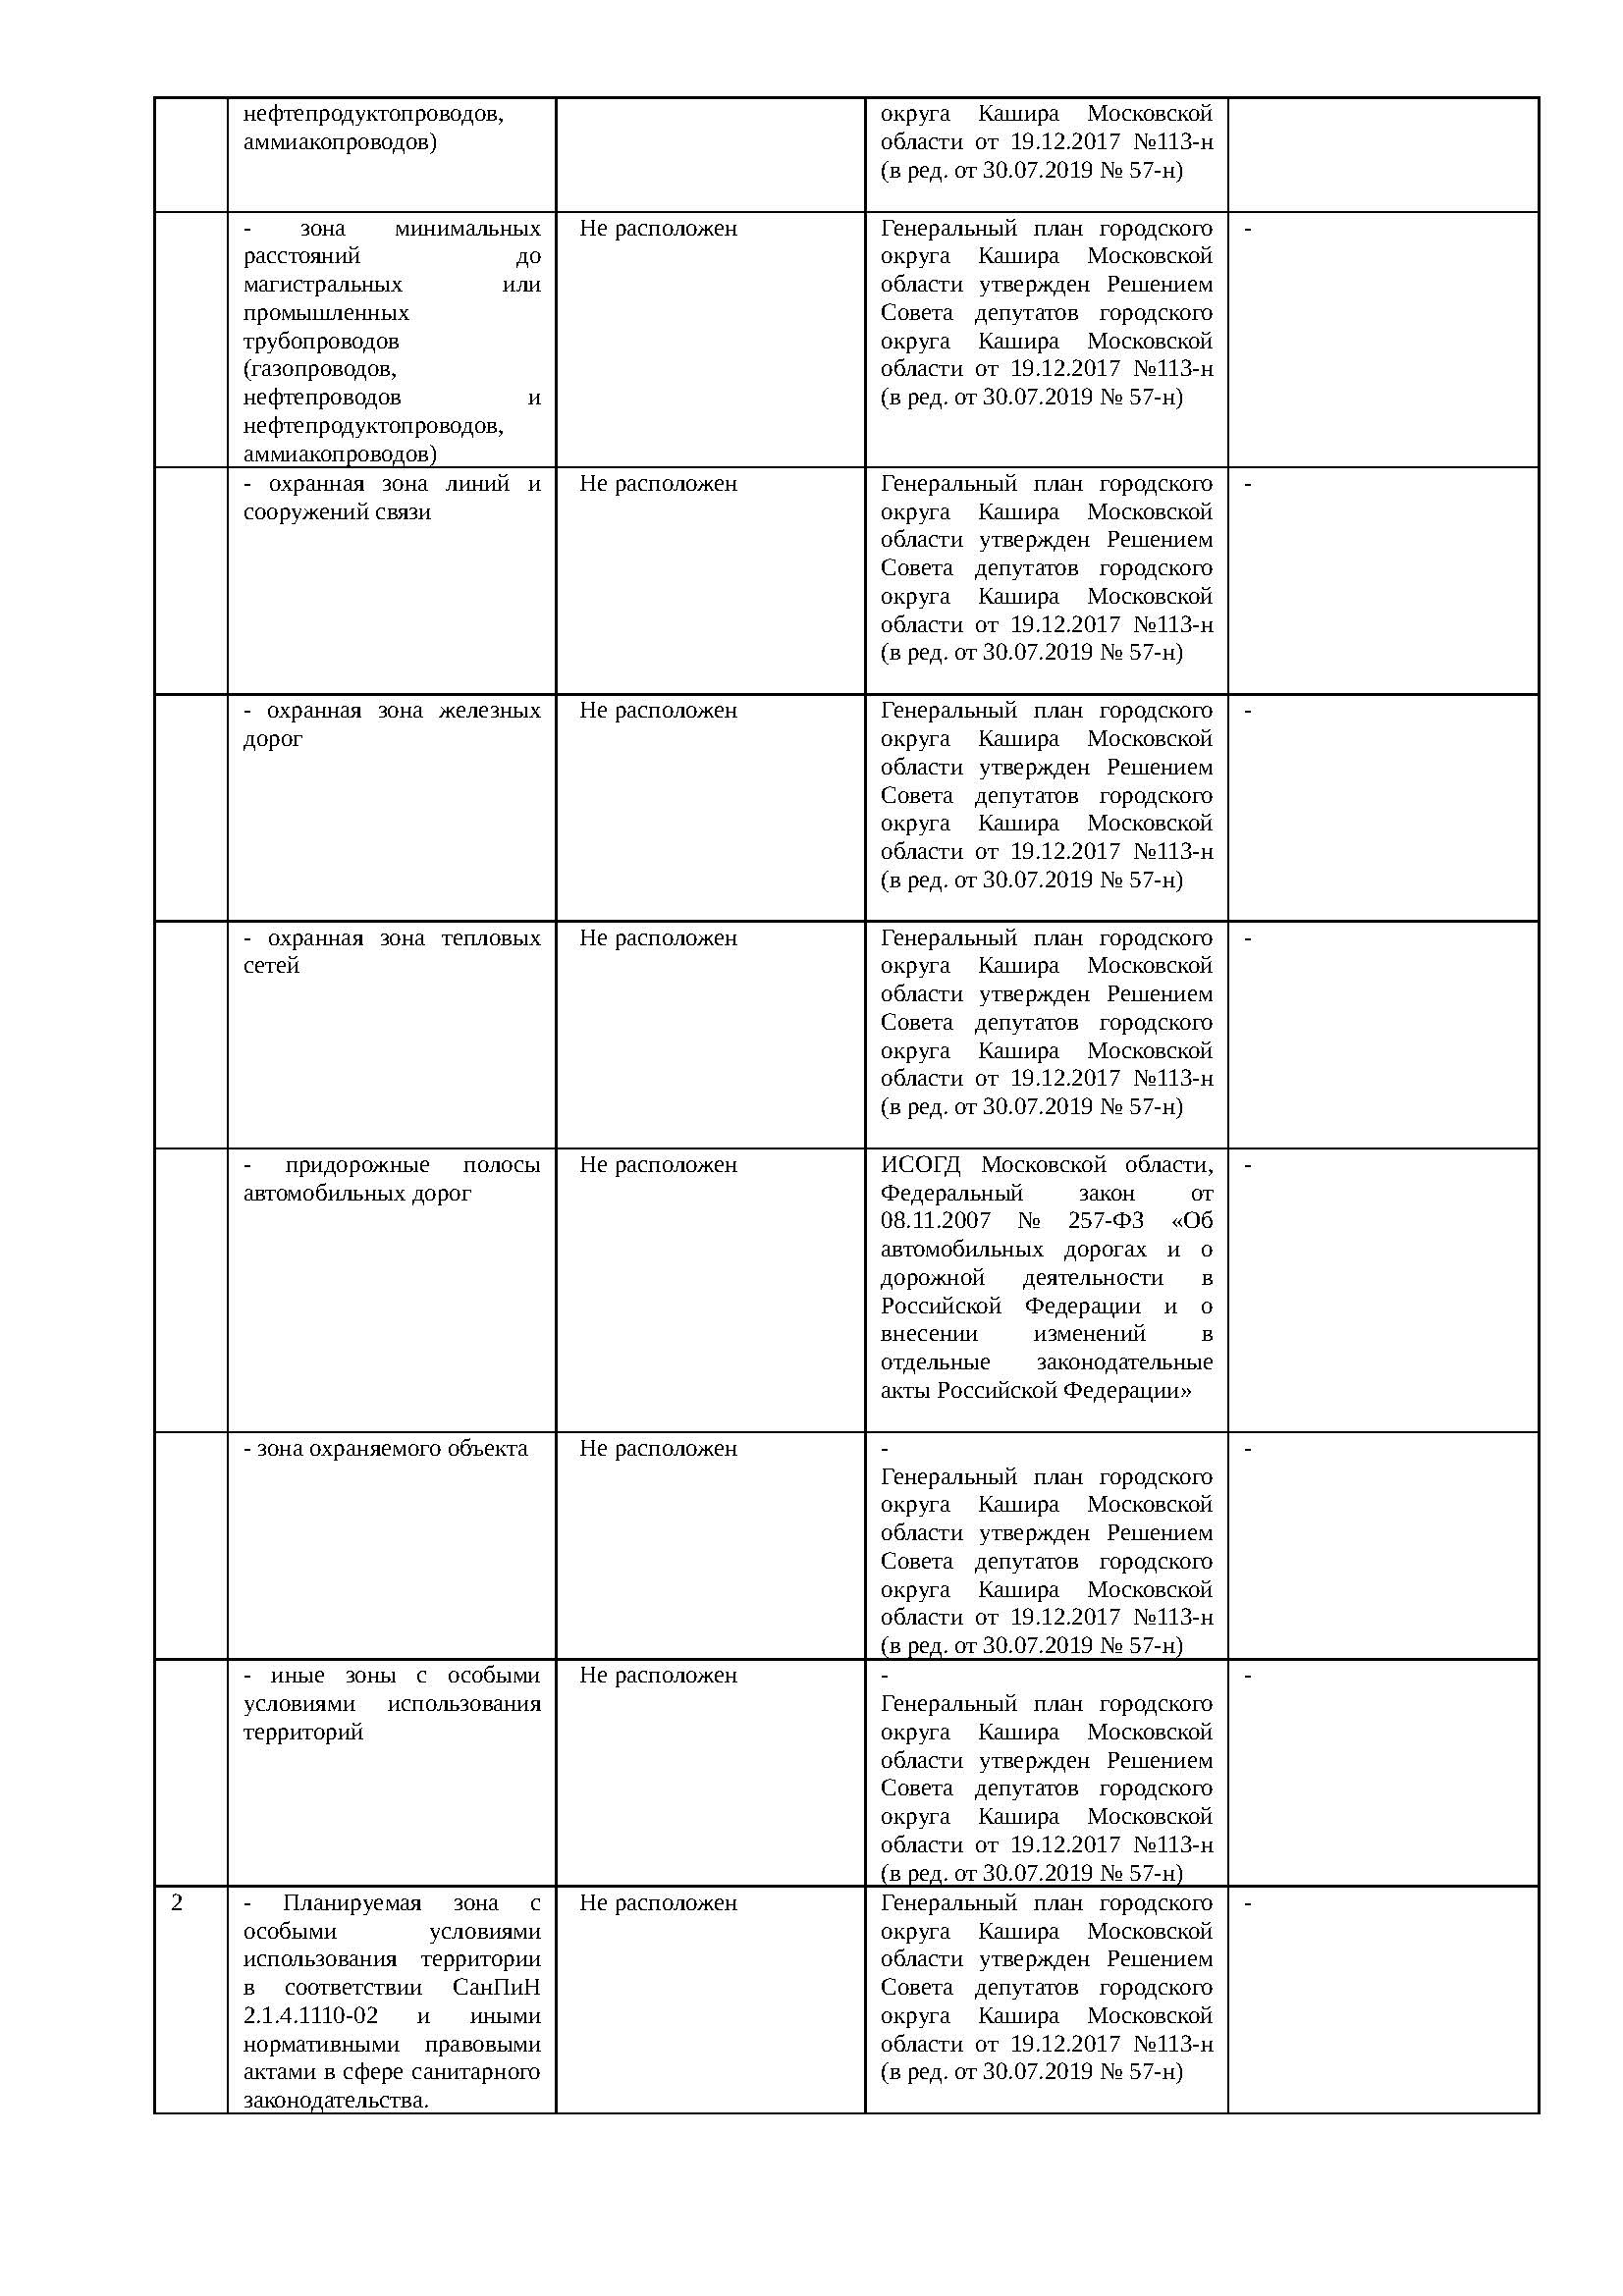 нефтепродуктопроводов,
аммиакопроводов)
округа Кашира Московской
области от 19.12.2017 №113-н
(в ред. от 30.07.2019 № 57-н)
- зона минимальных
расстояний до
магистральных или
промышленных
трубопроводов
(газопроводов,
нефтепроводов и
нефтепродуктопроводов,
аммиакопроводов)
Не расположен
Генеральный план городского
округа Кашира Московской
области утвержден Решением
Совета депутатов городского
округа Кашира Московской
области от 19.12.2017 №113-н
(в ред. от 30.07.2019 № 57-н)
-
- охранная зона линий и
сооружений связи
Не расположен
Генеральный план городского
округа Кашира Московской
области утвержден Решением
Совета депутатов городского
округа Кашира Московской
области от 19.12.2017 №113-н
(в ред. от 30.07.2019 № 57-н)
-
- охранная зона железных
дорог
Не расположен
Генеральный план городского
округа Кашира Московской
области утвержден Решением
Совета депутатов городского
округа Кашира Московской
области от 19.12.2017 №113-н
(в ред. от 30.07.2019 № 57-н)
-
- охранная зона тепловых
сетей
Не расположен
Генеральный план городского
округа Кашира Московской
области утвержден Решением
Совета депутатов городского
округа Кашира Московской
области от 19.12.2017 №113-н
(в ред. от 30.07.2019 № 57-н)
-
- придорожные полосы
автомобильных дорог
Не расположен
ИСОГД Московской области,
Федеральный закон от
08.11.2007 № 257-ФЗ «Об
автомобильных дорогах и о
дорожной деятельности в
Российской Федерации и о
внесении изменений в
отдельные законодательные
акты Российской Федерации»
-
- зона охраняемого объекта
Не расположен
-
Генеральный план городского
округа Кашира Московской
области утвержден Решением
Совета депутатов городского
округа Кашира Московской
области от 19.12.2017 №113-н
(в ред. от 30.07.2019 № 57-н)
-
- иные зоны с особыми
условиями использования
территорий
Не расположен
-
Генеральный план городского
округа Кашира Московской
области утвержден Решением
Совета депутатов городского
округа Кашира Московской
области от 19.12.2017 №113-н
(в ред. от 30.07.2019 № 57-н)
-
2
- Планируемая зона с
особыми условиями
использования территории
в соответствии СанПиН
2.1.4.1110-02 и иными
нормативными правовыми
актами в сфере санитарного
законодательства.
Не расположен
Генеральный план городского
округа Кашира Московской
области утвержден Решением
Совета депутатов городского
округа Кашира Московской
области от 19.12.2017 №113-н
(в ред. от 30.07.2019 № 57-н)
-